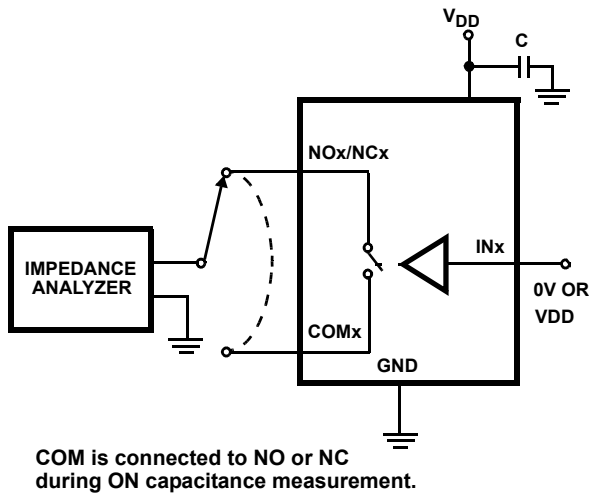 VDD
C
NOx/NCx
INx
IMPEDANCE
ANALYZER
0V OR
VDD
COMx
GND
COM is connected to NO or NC
during ON capacitance measurement.